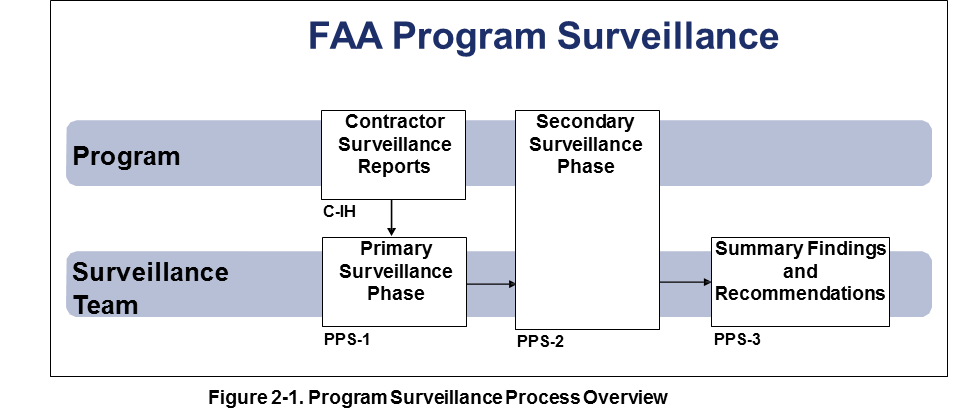 FAA Program Surveillance
Program
Contractor
Surveillance
Reports
C-IH
Secondary
Surveillance
Phase
Surveillance
Team
Primary
Surveillance
Phase
PPS-1
PPS-2
Summary Findings
and
Recommendations
PPS-3
Figure 2-1. Program Surveillance Process Overview